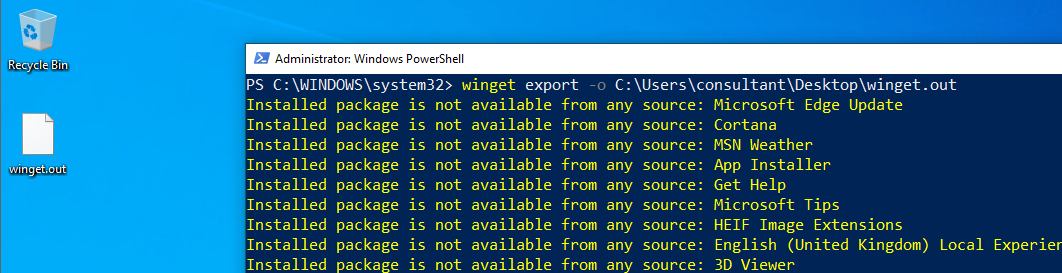 Recycle Bin
winget.out
Administrator: Windows PowerShell
PS C:\WINDOWS\system32> winget export -o C:\Users\consultant\Desktop\winget.out
Installed package is not available from any source: Microsoft Edge Update
Installed package is not available from any source: Cortana
Installed package is not available from any source: MSN Weather
Installed package is not available from any source: App Installer
Installed package is not available from any source: Get Help
Installed package is not available from any source: Microsoft Tips
Installed package is not available from any source: HEIF Image Extensions
Installed package is not available from any source: English (United Kingdom) Local Experien
Installed package is not available from any source: 3D Viewer